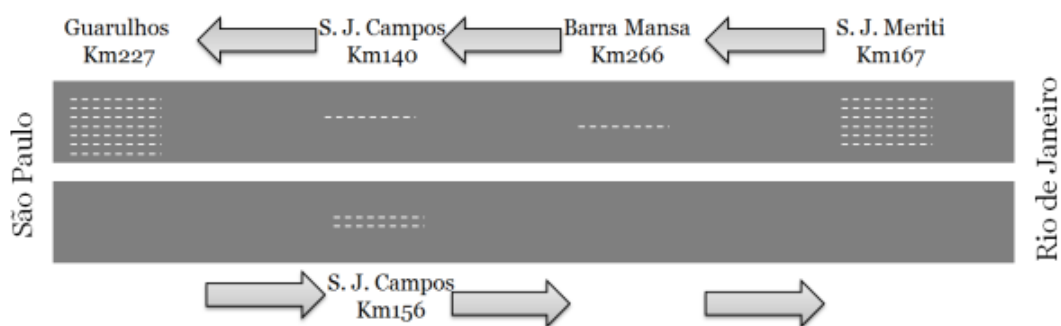 Guarulhos
Km227
S. J. Campos
Km140
Barra Mansa
Km266
S. J. Meriti
Km167
São Paulo
Rio de Janeiro
S. J. Campos
Km156